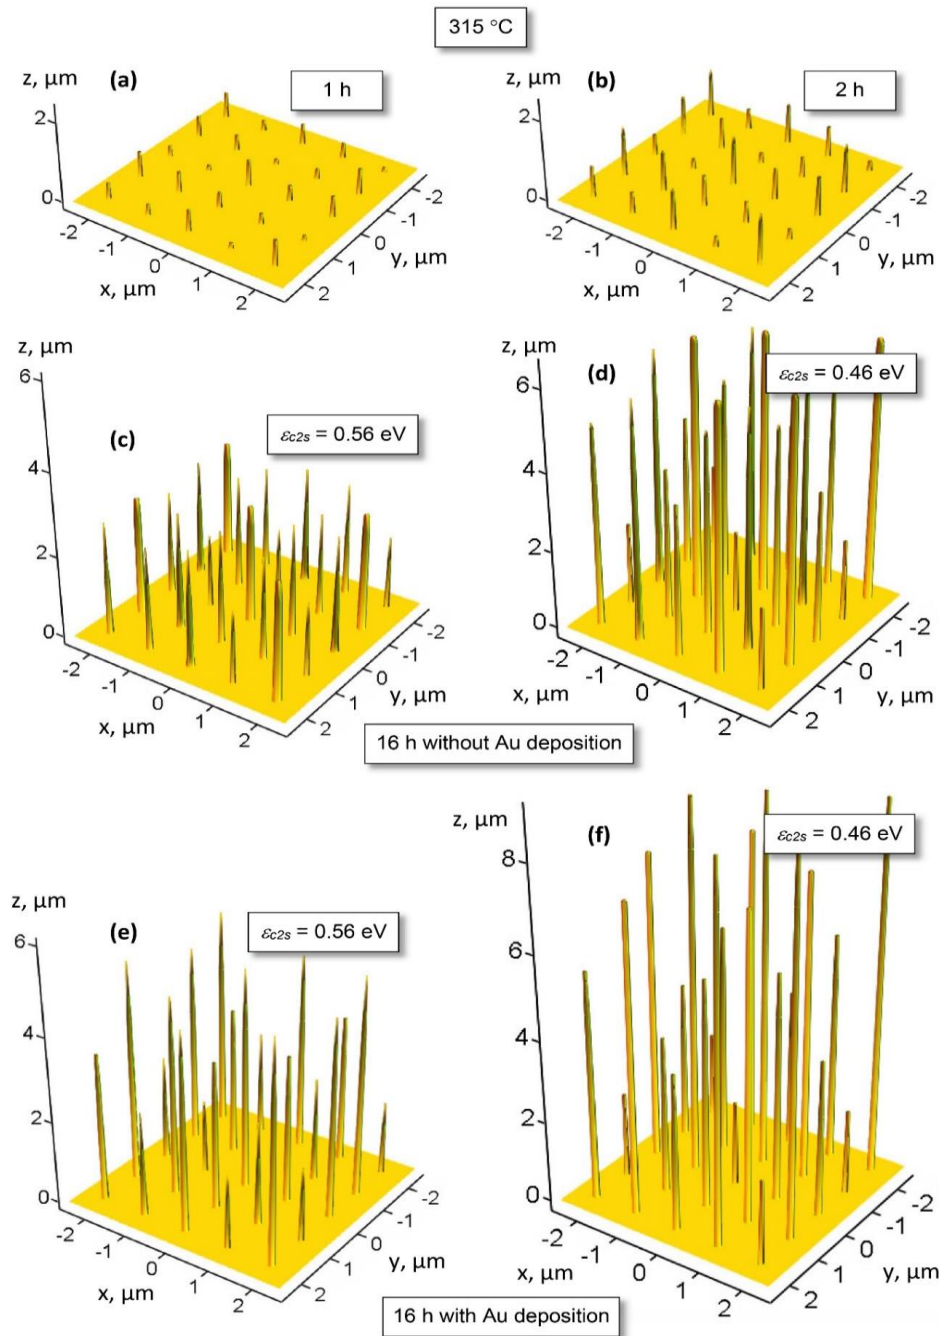 315 °C
z, μm
(a)
1 h
2
0
-2
-1
0
1
2
x, μm
-2
-1
0
1
2
y, μm
z, μm
(b)
2 h
2
0
-2
-1
0
1
2
x, μm
-2
-1
0
1
2
y, μm
z, μm
(c)
εc2s = 0.56 eV
6
4
2
0
-2
-1
0
1
2
x, μm
-2
-1
0
1
2
y, μm
z, μm
(d)
εc2s = 0.46 eV
6
4
2
0
-2
-1
0
1
2
x, μm
-2
-1
0
1
2
y, μm
16 h without Au deposition
z, μm
(e)
εc2s = 0.56 eV
6
4
2
0
-2
-1
0
1
2
x, μm
-2
-1
0
1
2
y, μm
z, μm
(f)
εc2s = 0.46 eV
8
6
4
2
0
-2
-1
0
1
2
x, μm
-2
-1
0
1
2
y, μm
16 h with Au deposition